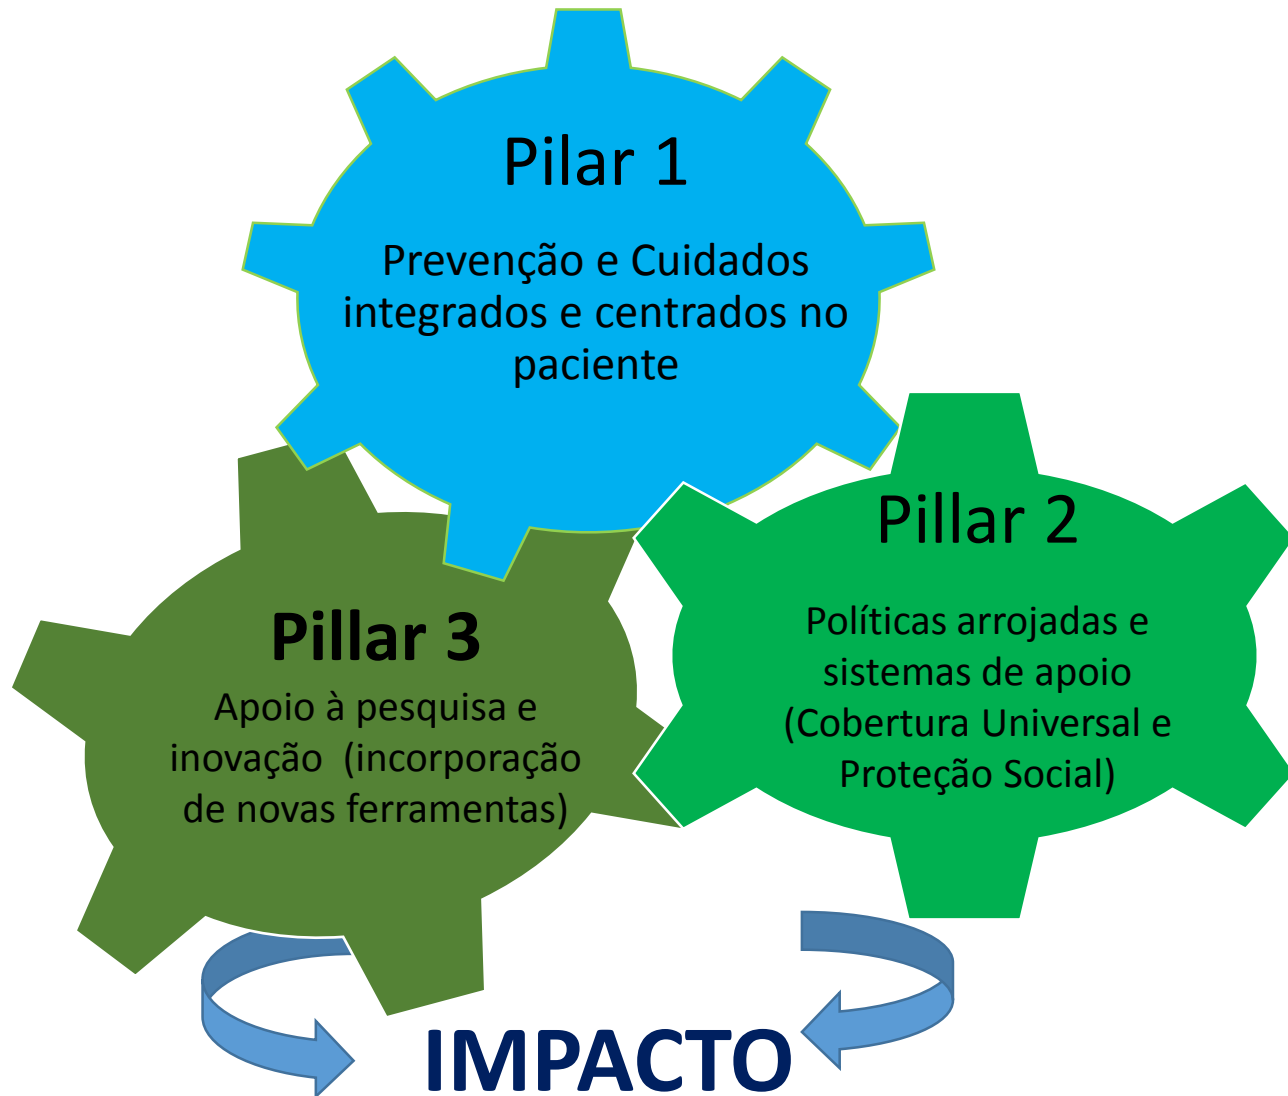 Pilar 1
Prevenção e Cuidados
integrados e centrados no
paciente
Pillar 2
Políticas arrojadas e
sistemas de apoio
(Cobertura Universal e
Proteção Social)
Pillar 3
Apoio à pesquisa e
inovação (incorporação
de novas ferramentas)
IMPACTO